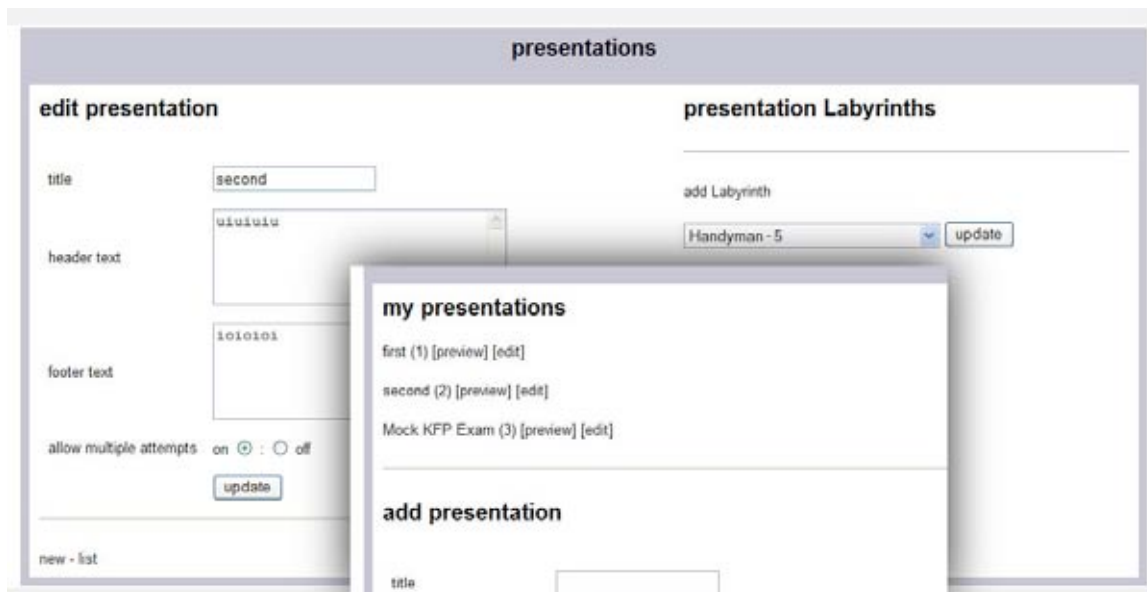 presentations
edit presentation
title
second
header text
uiuiuiu
footer text
ioioioi
allow multiple attempts on : off
update
new - list
presentation Labyrinths
add Labyrinth
Handyman - 5
update
my presentations
first (1) [preview] [edit]
second (2) [preview] [edit]
Mock KFP Exam (3) [preview] [edit]
add presentation
title